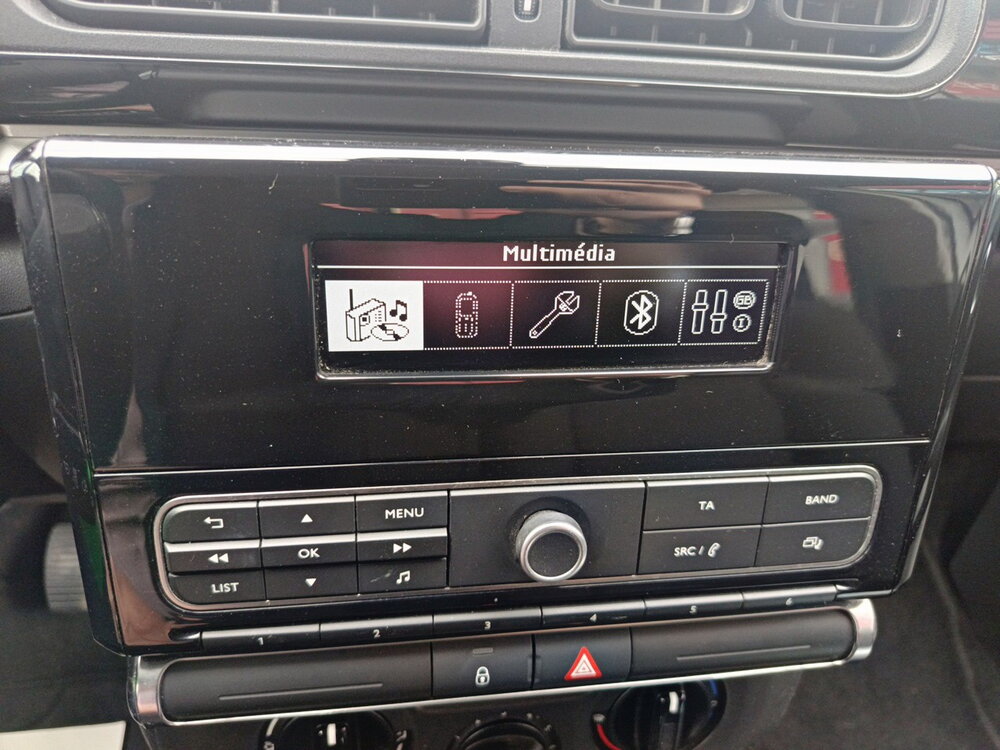 Multimédia
GB
I
MENU
OK
LIST
TA
BAND
SRC /
1 2 3 4 5 6